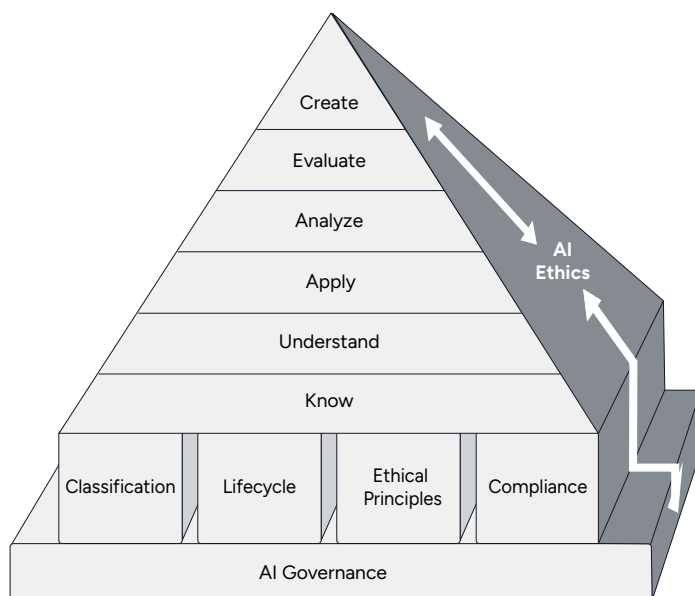 Create
Evaluate
Analyze
AI
Ethics
Apply
Understand
Know
Classification
Lifecycle
Ethical
Principles
Compliance
AI Governance